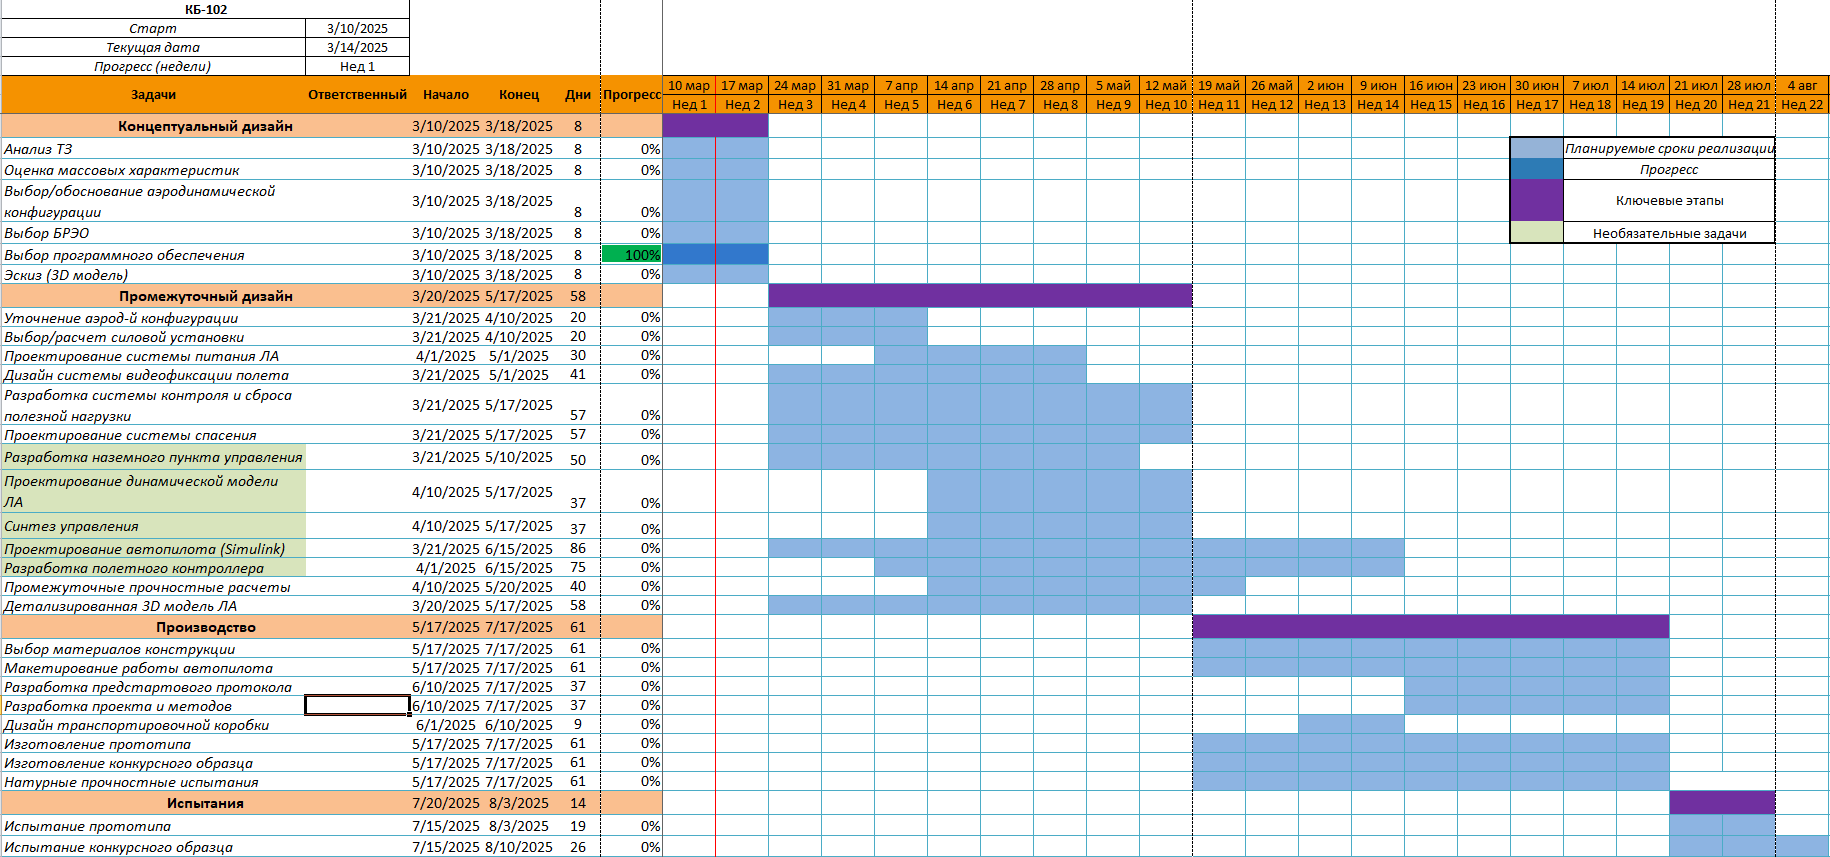 КБ-102
Старт 3/10/2025
Текущая дата 3/14/2025
Прогресс (недели) Нед 1
10 мар 17 мар 24 мар 31 мар 7 апр 14 апр 21 апр 28 апр 5 май 12 май 19 май 26 май 2 июн 9 июн 16 июн 23 июн 30 июн 7 июл 14 июл 21 июл 28 июл 4 авг
Задачи Ответственный Начало Конец Дни Прогресс
Нед 1 Нед 2 Нед 3 Нед 4 Нед 5 Нед 6 Нед 7 Нед 8 Нед 9 Нед 10 Нед 11 Нед 12 Нед 13 Нед 14 Нед 15 Нед 16 Нед 17 Нед 18 Нед 19 Нед 20 Нед 21 Нед 22
Концептуальный дизайн 3/10/2025 3/18/2025 8
Анализ ТЗ 3/10/2025 3/18/2025 8 0%
Планируемые сроки реализации
Оценка массовых характеристик 3/10/2025 3/18/2025 8 0%
Прогресс
Выбор/обоснование аэродинамической
конфигурации 3/10/2025 3/18/2025 8 0%
Ключевые этапы
Выбор БРЭО 3/10/2025 3/18/2025 8 0%
Необязательные задачи
Выбор программного обеспечения 3/10/2025 3/18/2025 8 100%
Эскиз (3D модель) 3/10/2025 3/18/2025 8 0%
Промежуточный дизайн 3/20/2025 5/17/2025 58
Уточнение аэрод-й конфигурации 3/21/2025 4/10/2025 20 0%
Выбор/расчет силовой установки 3/21/2025 4/10/2025 20 0%
Проектирование системы питания ЛА 4/1/2025 5/1/2025 30 0%
Дизайн системы видеофиксации полета 3/21/2025 5/1/2025 41 0%
Разработка системы контроля и сброса
полезной нагрузки 3/21/2025 5/17/2025 57 0%
Проектирование системы спасения 3/21/2025 5/17/2025 57 0%
Разработка наземного пункта управления 3/21/2025 5/10/2025 50 0%
Проектирование динамической модели
ЛА 4/10/2025 5/17/2025 37 0%
Синтез управления 4/10/2025 5/17/2025 37 0%
Проектирование автопилота (Simulink) 3/21/2025 6/15/2025 86 0%
Разработка полетного контроллера 4/1/2025 6/15/2025 75 0%
Промежуточные прочностные расчеты 4/10/2025 5/20/2025 40 0%
Детализированная 3D модель ЛА 3/20/2025 5/17/2025 58 0%
Производство 5/17/2025 7/17/2025 61
Выбор материалов конструкции 5/17/2025 7/17/2025 61 0%
Макетирование работы автопилота 5/17/2025 7/17/2025 61 0%
Разработка предстартового протокола 6/10/2025 7/17/2025 37 0%
Разработка проекта и методов 6/10/2025 7/17/2025 37 0%
Дизайн транспортировочной коробки 6/1/2025 6/10/2025 9 0%
Изготовление прототипа 5/17/2025 7/17/2025 61 0%
Изготовление конкурсного образца 5/17/2025 7/17/2025 61 0%
Натурные прочностные испытания 5/17/2025 7/17/2025 61 0%
Испытания 7/20/2025 8/3/2025 14
Испытание прототипа 7/15/2025 8/3/2025 19 0%
Испытание конкурсного образца 7/15/2025 8/10/2025 26 0%